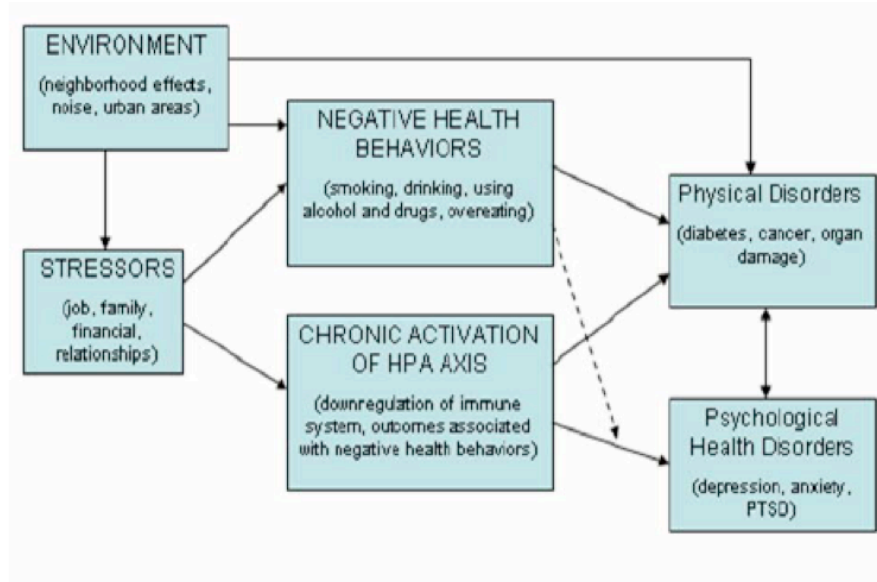 ENVIRONMENT
(neighborhood effects,
noise, urban areas)
NEGATIVE HEALTH
BEHAVIORS
(smoking, drinking, using
alcohol and drugs, overeating)
Physical Disorders
(diabetes, cancer, organ
damage)
STRESSORS
(job, family,
financial,
relationships)
CHRONIC ACTIVATION
OF HPA AXIS
(downregulation of immune
system, outcomes associated
with negative health behaviors)
Psychological
Health Disorders
(depression, anxiety,
PTSD)